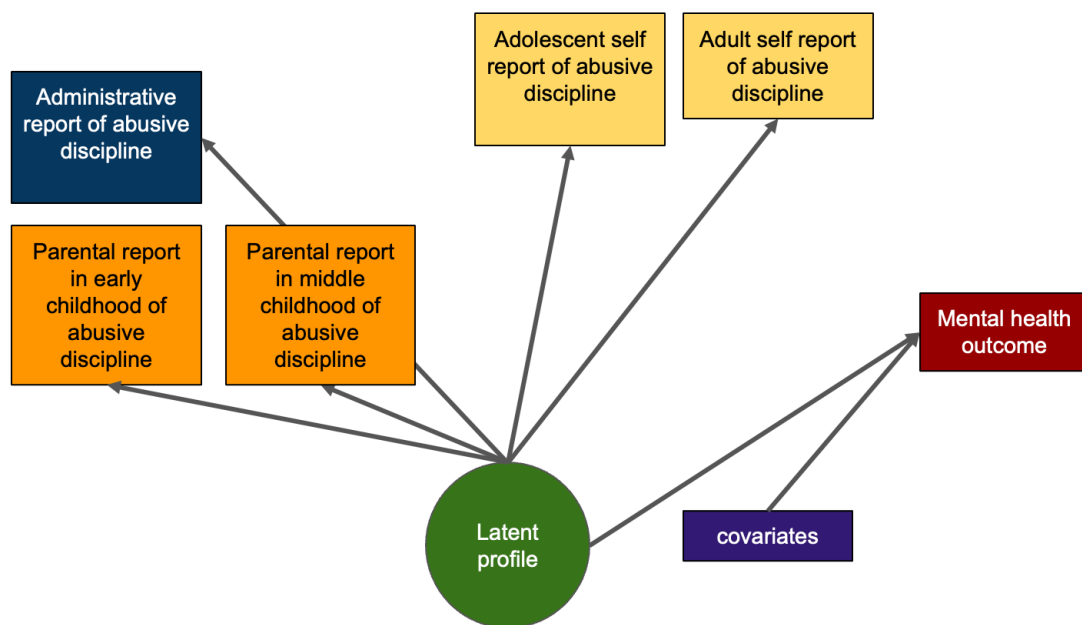 Adolescent self
report of abusive
discipline
Adult self report
of abusive
discipline
Administrative
report of abusive
discipline
Parental report
in early
childhood of
abusive
discipline
Parental report
in middle
childhood of
abusive
discipline
Mental health
outcome
Latent
profile
covariates